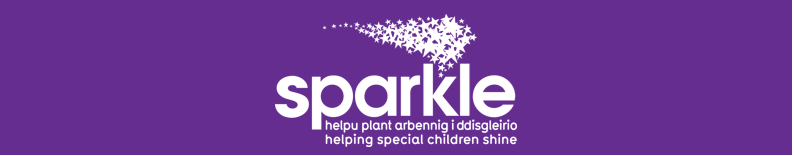 sparkle
helpu plant arbennig i ddisgleirio
helping special children shine